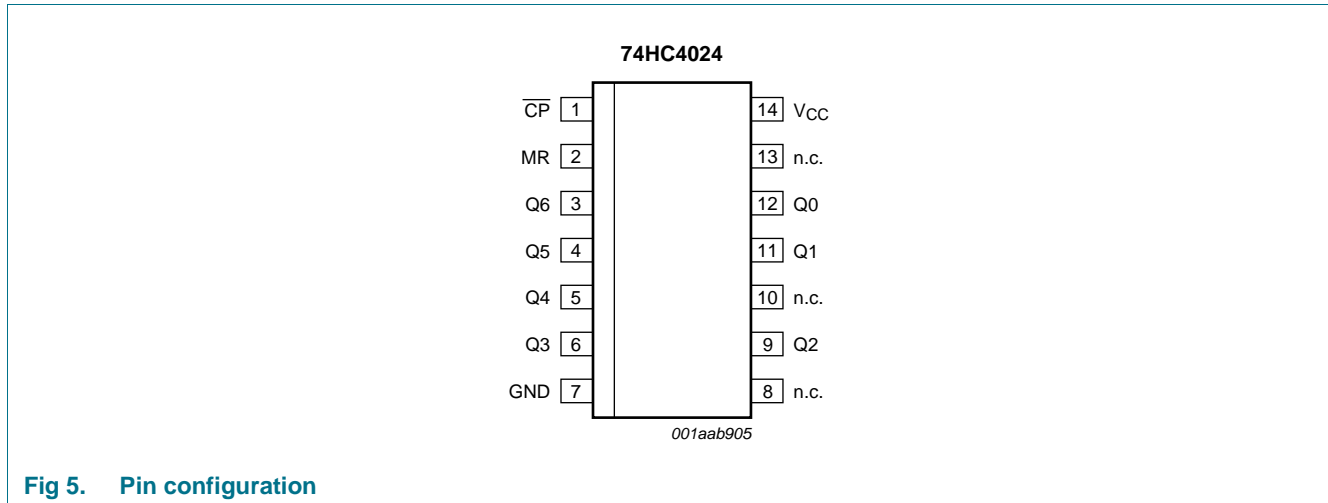 74HC4024
C̅P̅ 1 14 VCC
MR 2 13 n.c.
Q6 3 12 Q0
Q5 4 11 Q1
Q4 5 10 n.c.
Q3 6 9 Q2
GND 7 8 n.c.
001aab905
Fig 5. Pin configuration